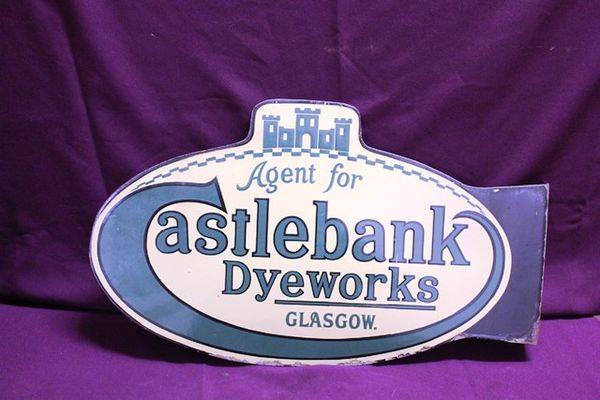 Agent for
Castlebank
Dyeworks
GLASGOW.